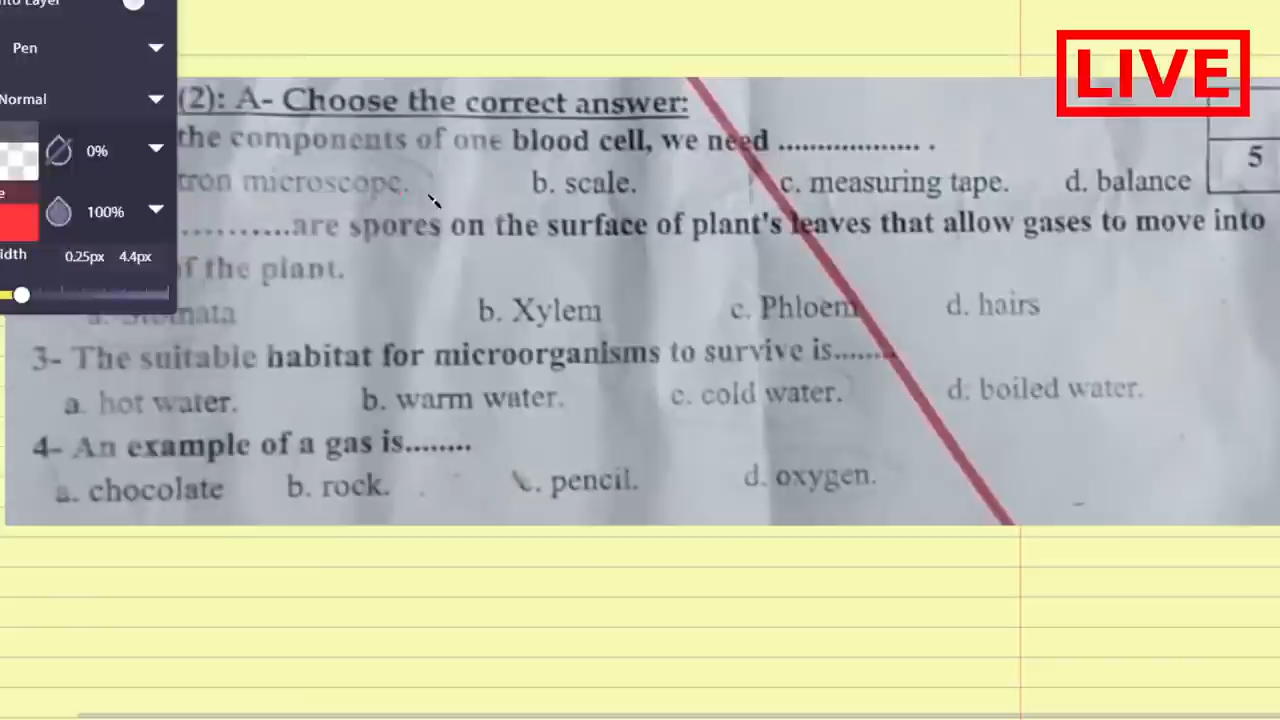 nto Layer
Pen
Normal
0%
e
100%
idth 0.25px 4.4px
LIVE
(2): A- Choose the correct answer:
the components of one blood cell, we need .................. .
5
tron microscope. b. scale. c. measuring tape. d. balance
..........are spores on the surface of plant's leaves that allow gases to move into
f the plant.
a. Stomata b. Xylem c. Phloem d. hairs
3- The suitable habitat for microorganisms to survive is.......
a. hot water. b. warm water. c. cold water. d. boiled water.
4- An example of a gas is........
a. chocolate b. rock. c. pencil. d. oxygen.